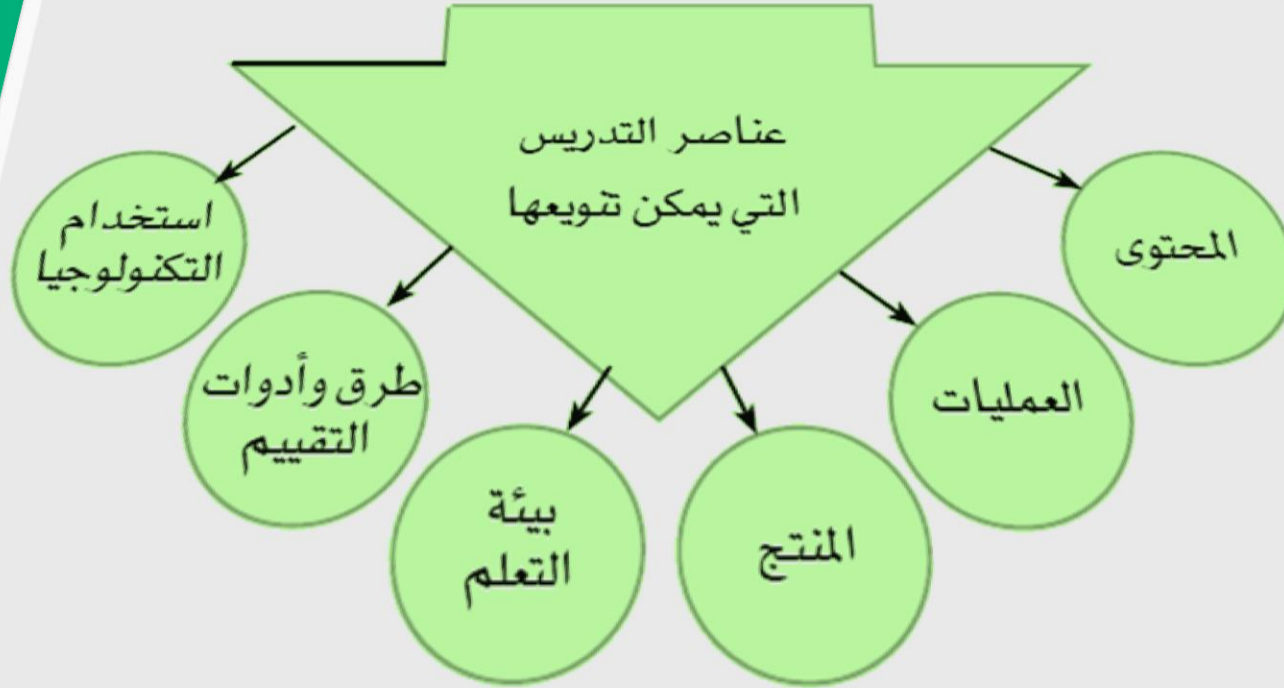 عناصر التدريس
التي يمكن تنويعها
المحتوى
العمليات
المنتج
بيئة
التعلم
طرق وأدوات
التقييم
استخدام
التكنولوجيا